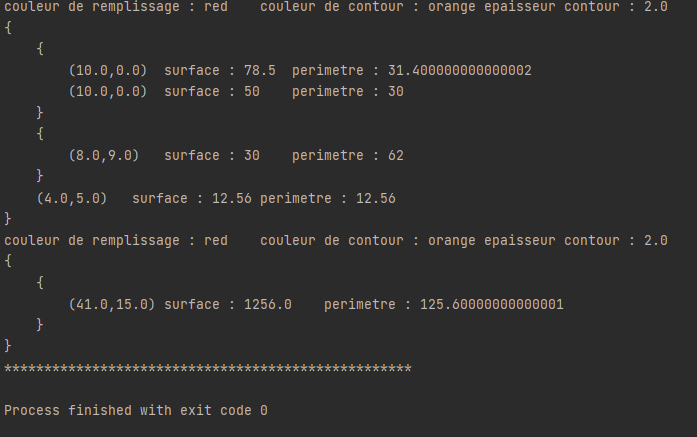 couleur de remplissage : red    couleur de contour : orange epaisseur contour : 2.0
{
    {
        (10.0,0.0)  surface : 78.5  perimetre : 31.400000000000002
        (10.0,0.0)  surface : 50    perimetre : 30
    }
    {
        (8.0,9.0)   surface : 30    perimetre : 62
    }
    (4.0,5.0)   surface : 12.56 perimetre : 12.56
}
couleur de remplissage : red    couleur de contour : orange epaisseur contour : 2.0
{
    {
        (41.0,15.0) surface : 1256.0    perimetre : 125.60000000000001
    }
}
***************************************************

Process finished with exit code 0